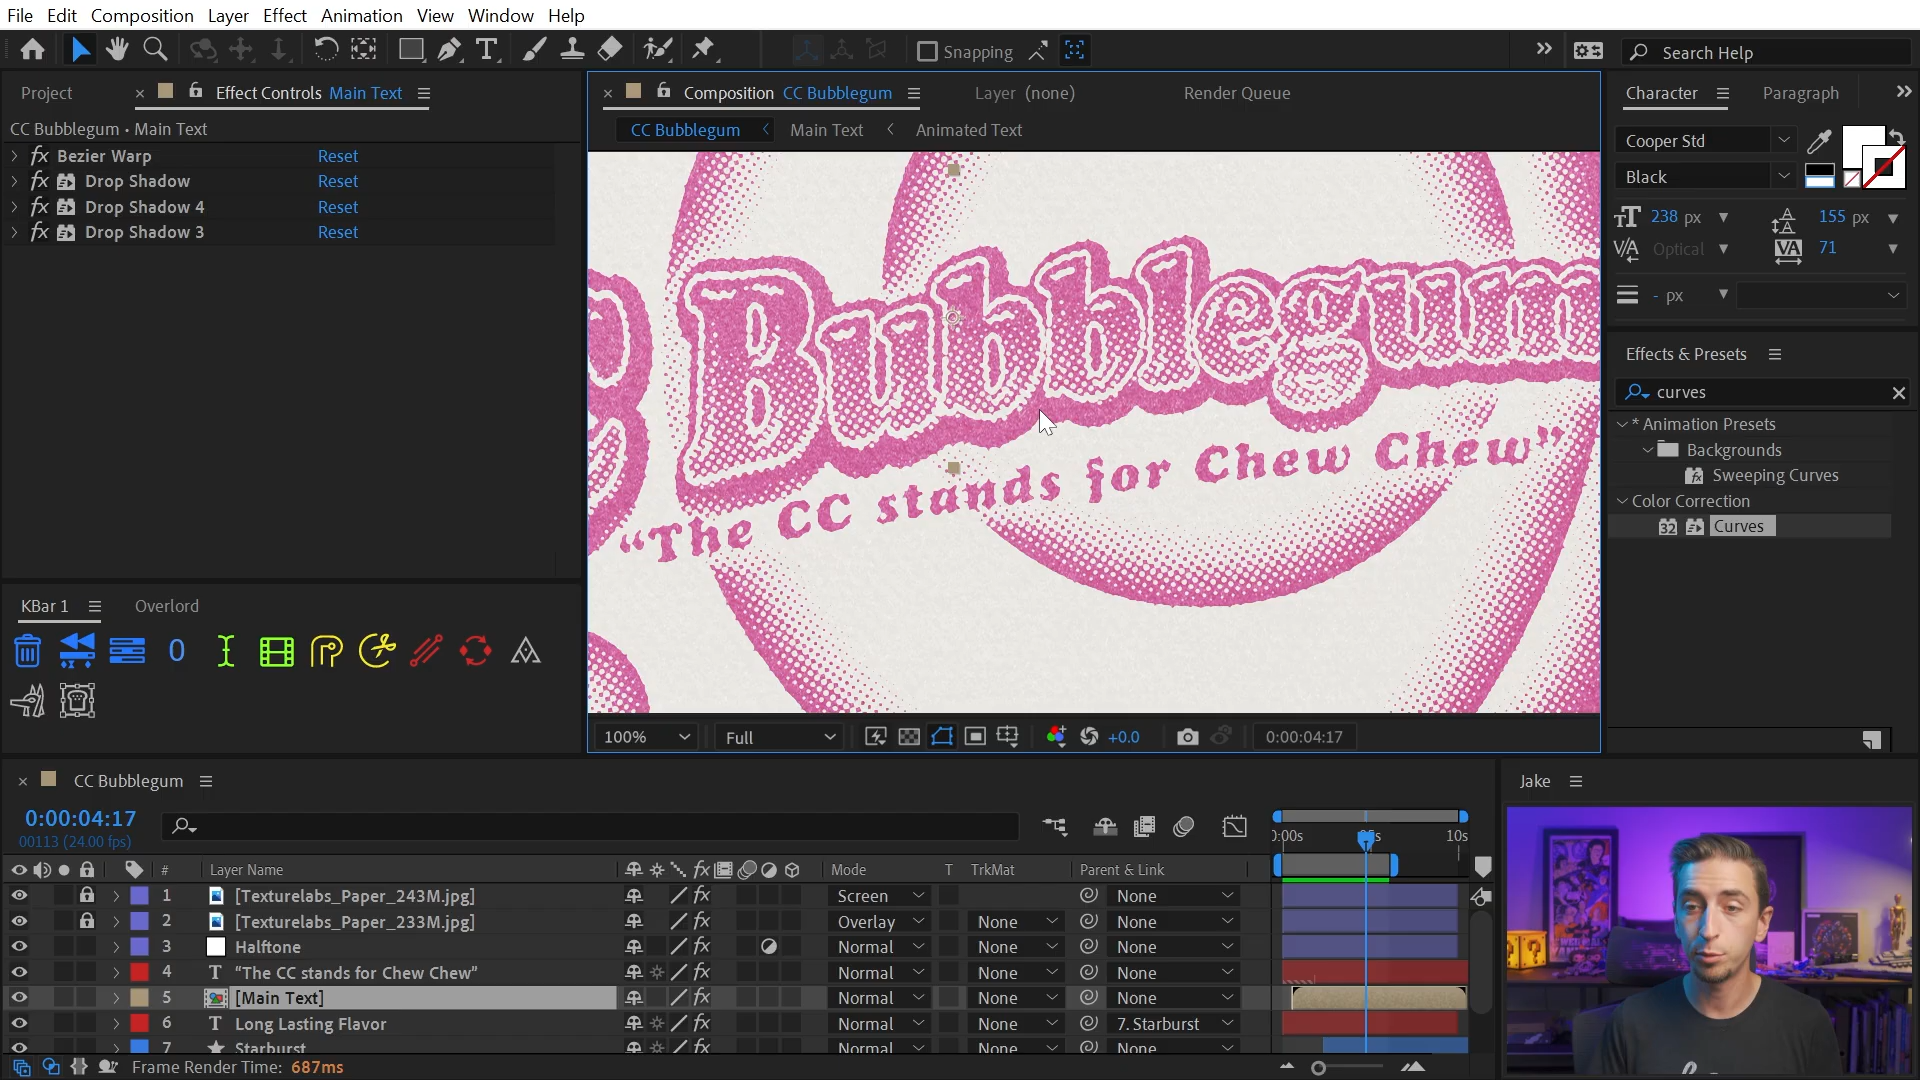 File Edit Composition Layer Effect Animation View Window Help
Snapping
Search Help
Project
Effect Controls Main Text
Composition CC Bubblegum
Layer (none)
Render Queue
Character
Paragraph
CC Bubblegum • Main Text
CC Bubblegum
Main Text
Animated Text
Bezier Warp Reset
Drop Shadow Reset
Drop Shadow 4 Reset
Drop Shadow 3 Reset
Cooper Std
Black
238 px
155 px
Optical
71
- px
Bubblegum
“The CC stands for Chew Chew”
Effects & Presets
curves
* Animation Presets
Backgrounds
Sweeping Curves
Color Correction
32 Curves
KBar 1
Overlord
0
100%
Full
+0.0
0:00:04:17
CC Bubblegum
Jake
0:00:04:17
00113 (24.00 fps)
10s
# Layer Name Mode T TrkMat Parent & Link
1 [Texturelabs_Paper_243M.jpg] Screen None
2 [Texturelabs_Paper_233M.jpg] Overlay None None
3 Halftone Normal None None
4 “The CC stands for Chew Chew” Normal None None
5 [Main Text] Normal None None
6 Long Lasting Flavor Normal None 7. Starburst
7 Starburst Normal None None
Frame Render Time: 687ms